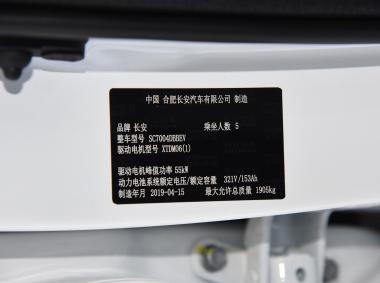 中国 合肥长安汽车有限公司 制造
品牌 长安 乘坐人数 5
整车型号 SC7004DBBEV
驱动电机型号 XTDM06(1)
驱动电机峰值功率 55kW
动力电池系统额定电压/额定容量 321V/153Ah
制造年月 2019-04-15 最大允许总质量 1905kg